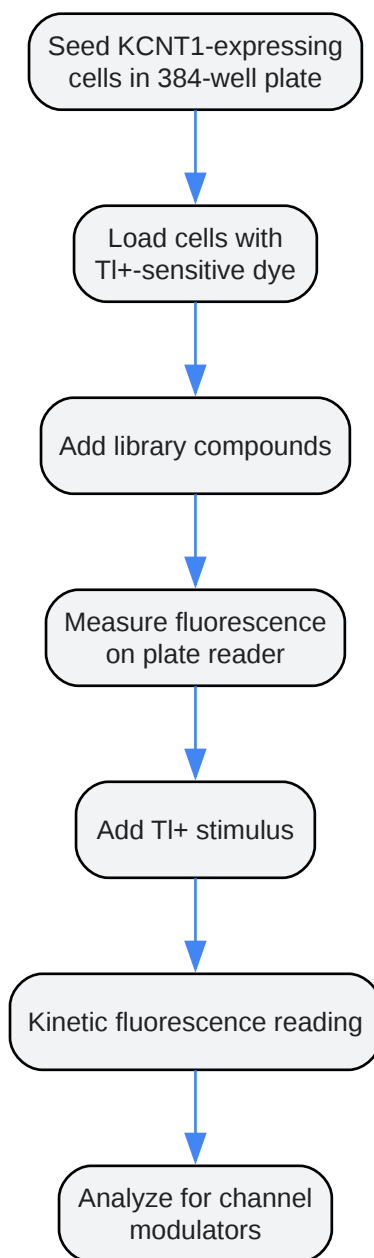 Seed KCNT1-expressing
cells in 384-well plate
Load cells with
Tl+-sensitive dye
Add library compounds
Measure fluorescence
on plate reader
Add Tl+ stimulus
Kinetic fluorescence reading
Analyze for channel
modulators